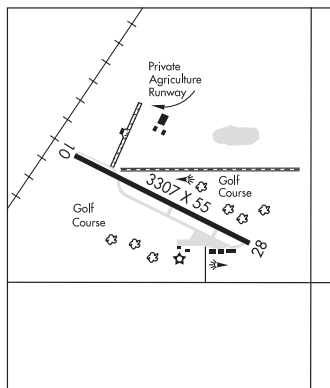 Private
Agriculture
Runway
10
3307 X 55
Golf
Course
Golf
Course
28